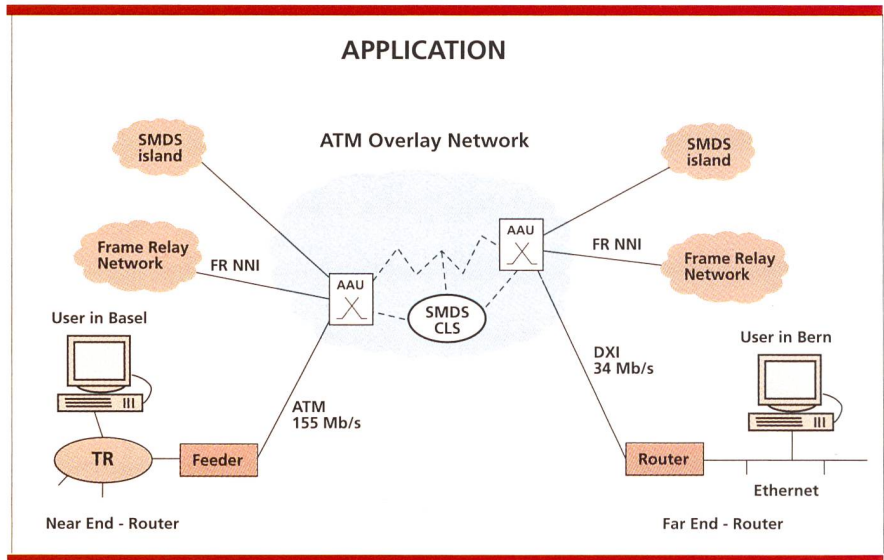 APPLICATION
ATM Overlay Network
SMDS
island
SMDS
island
Frame Relay
Network
FR NNI
AAU
AAU
FR NNI
Frame Relay
Network
SMDS
CLS
User in Basel
User in Bern
DXI
34 Mb/s
ATM
155 Mb/s
TR
Feeder
Router
Ethernet
Near End - Router
Far End - Router